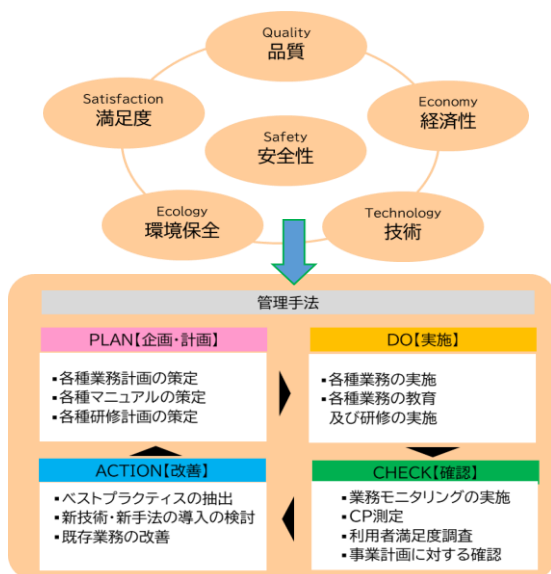 Quality
品質
Satisfaction
満足度
Economy
経済性
Safety
安全性
Ecology
環境保全
Technology
技術
管理手法
PLAN【企画・計画】
▪各種業務計画の策定
▪各種マニュアルの策定
▪各種研修計画の策定
DO【実施】
▪各種業務の実施
▪各種業務の教育
及び研修の実施
ACTION【改善】
▪ベストプラクティスの抽出
▪新技術・新手法の導入の検討
▪既存業務の改善
CHECK【確認】
▪業務モニタリングの実施
▪CP測定
▪利用者満足度調査
▪事業計画に対する確認